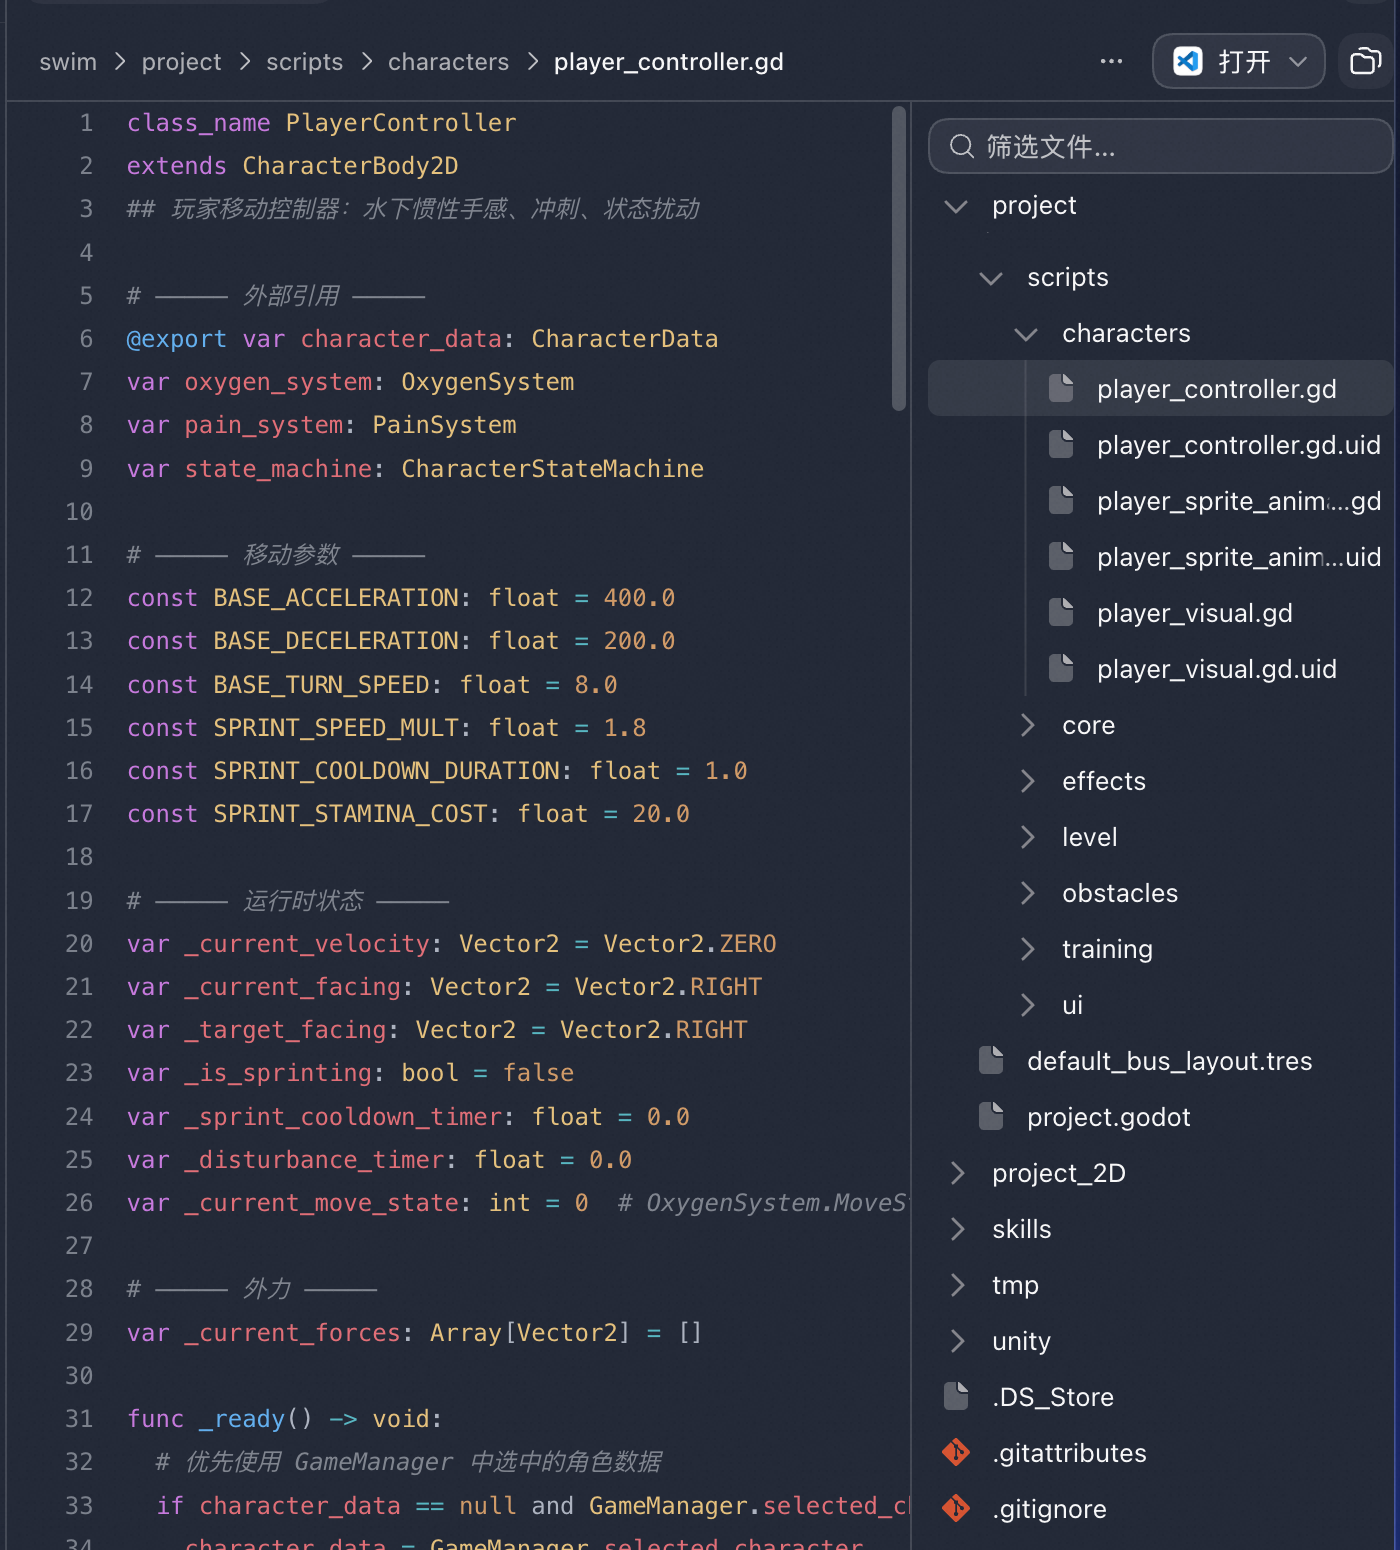 swim > project > scripts > characters > player_controller.gd
... 打开
1 class_name PlayerController
2 extends CharacterBody2D
3 ## 玩家移动控制器：水下惯性手感、冲刺、状态扰动
4
5 # ——— 外部引用 ———
6 @export var character_data: CharacterData
7 var oxygen_system: OxygenSystem
8 var pain_system: PainSystem
9 var state_machine: CharacterStateMachine
10
11 # ——— 移动参数 ———
12 const BASE_ACCELERATION: float = 400.0
13 const BASE_DECELERATION: float = 200.0
14 const BASE_TURN_SPEED: float = 8.0
15 const SPRINT_SPEED_MULT: float = 1.8
16 const SPRINT_COOLDOWN_DURATION: float = 1.0
17 const SPRINT_STAMINA_COST: float = 20.0
18
19 # ——— 运行时状态 ———
20 var _current_velocity: Vector2 = Vector2.ZERO
21 var _current_facing: Vector2 = Vector2.RIGHT
22 var _target_facing: Vector2 = Vector2.RIGHT
23 var _is_sprinting: bool = false
24 var _sprint_cooldown_timer: float = 0.0
25 var _disturbance_timer: float = 0.0
26 var _current_move_state: int = 0  # OxygenSystem.MoveS
27
28 # ——— 外力 ———
29 var _current_forces: Array[Vector2] = []
30
31 func _ready() -> void:
32   # 优先使用 GameManager 中选中的角色数据
33   if character_data == null and GameManager.selected_c
34     character_data = GameManager.selected_character
筛选文件...
project
scripts
characters
player_controller.gd
player_controller.gd.uid
player_sprite_anim...gd
player_sprite_anim...uid
player_visual.gd
player_visual.gd.uid
core
effects
level
obstacles
training
ui
default_bus_layout.tres
project.godot
project_2D
skills
tmp
unity
.DS_Store
.gitattributes
.gitignore